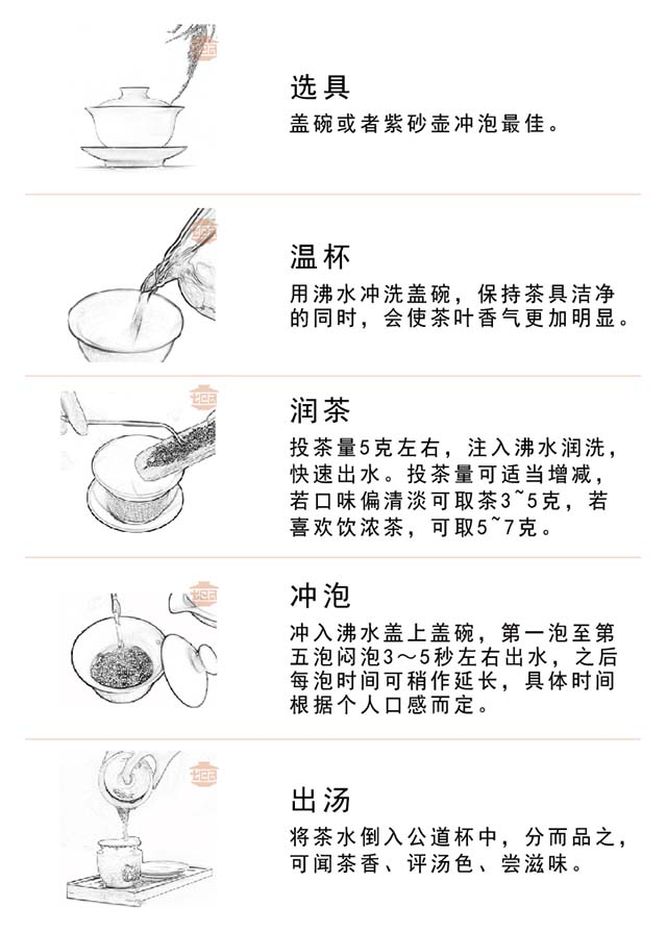 选具
盖碗或者紫砂壶冲泡最佳。
温杯
用沸水冲洗盖碗，保持茶具洁净
的同时，会使茶叶香气更加明显。
润茶
投茶量5克左右，注入沸水润洗，
快速出水。投茶量可适当增减，
若口味偏清淡可取茶3~5克，若
喜欢饮浓茶，可取5~7克。
冲泡
冲入沸水盖上盖碗，第一泡至第
五泡闷泡3～5秒左右出水，之后
每泡时间可稍作延长，具体时间
根据个人口感而定。
出汤
将茶水倒入公道杯中，分而品之，
可闻茶香、评汤色、尝滋味。